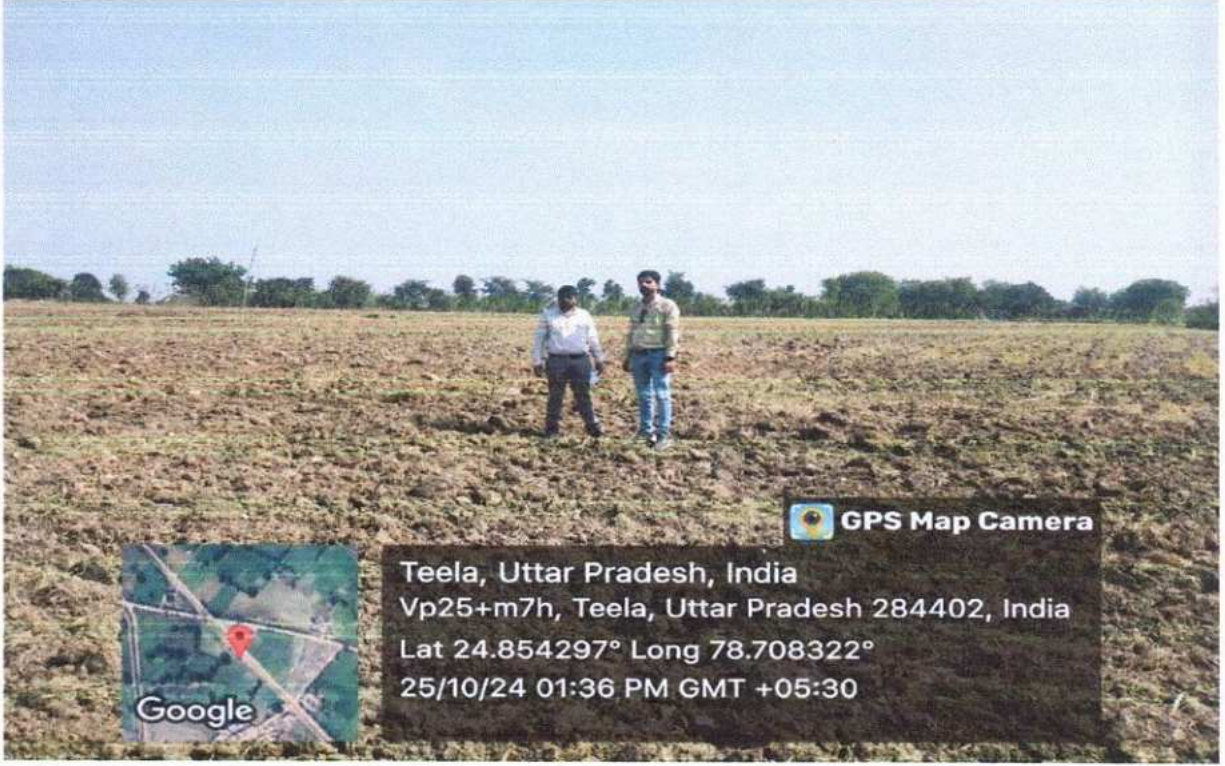 GPS Map Camera
Teela, Uttar Pradesh, India
Vp25+m7h, Teela, Uttar Pradesh 284402, India
Lat 24.854297° Long 78.708322°
25/10/24 01:36 PM GMT +05:30
Google